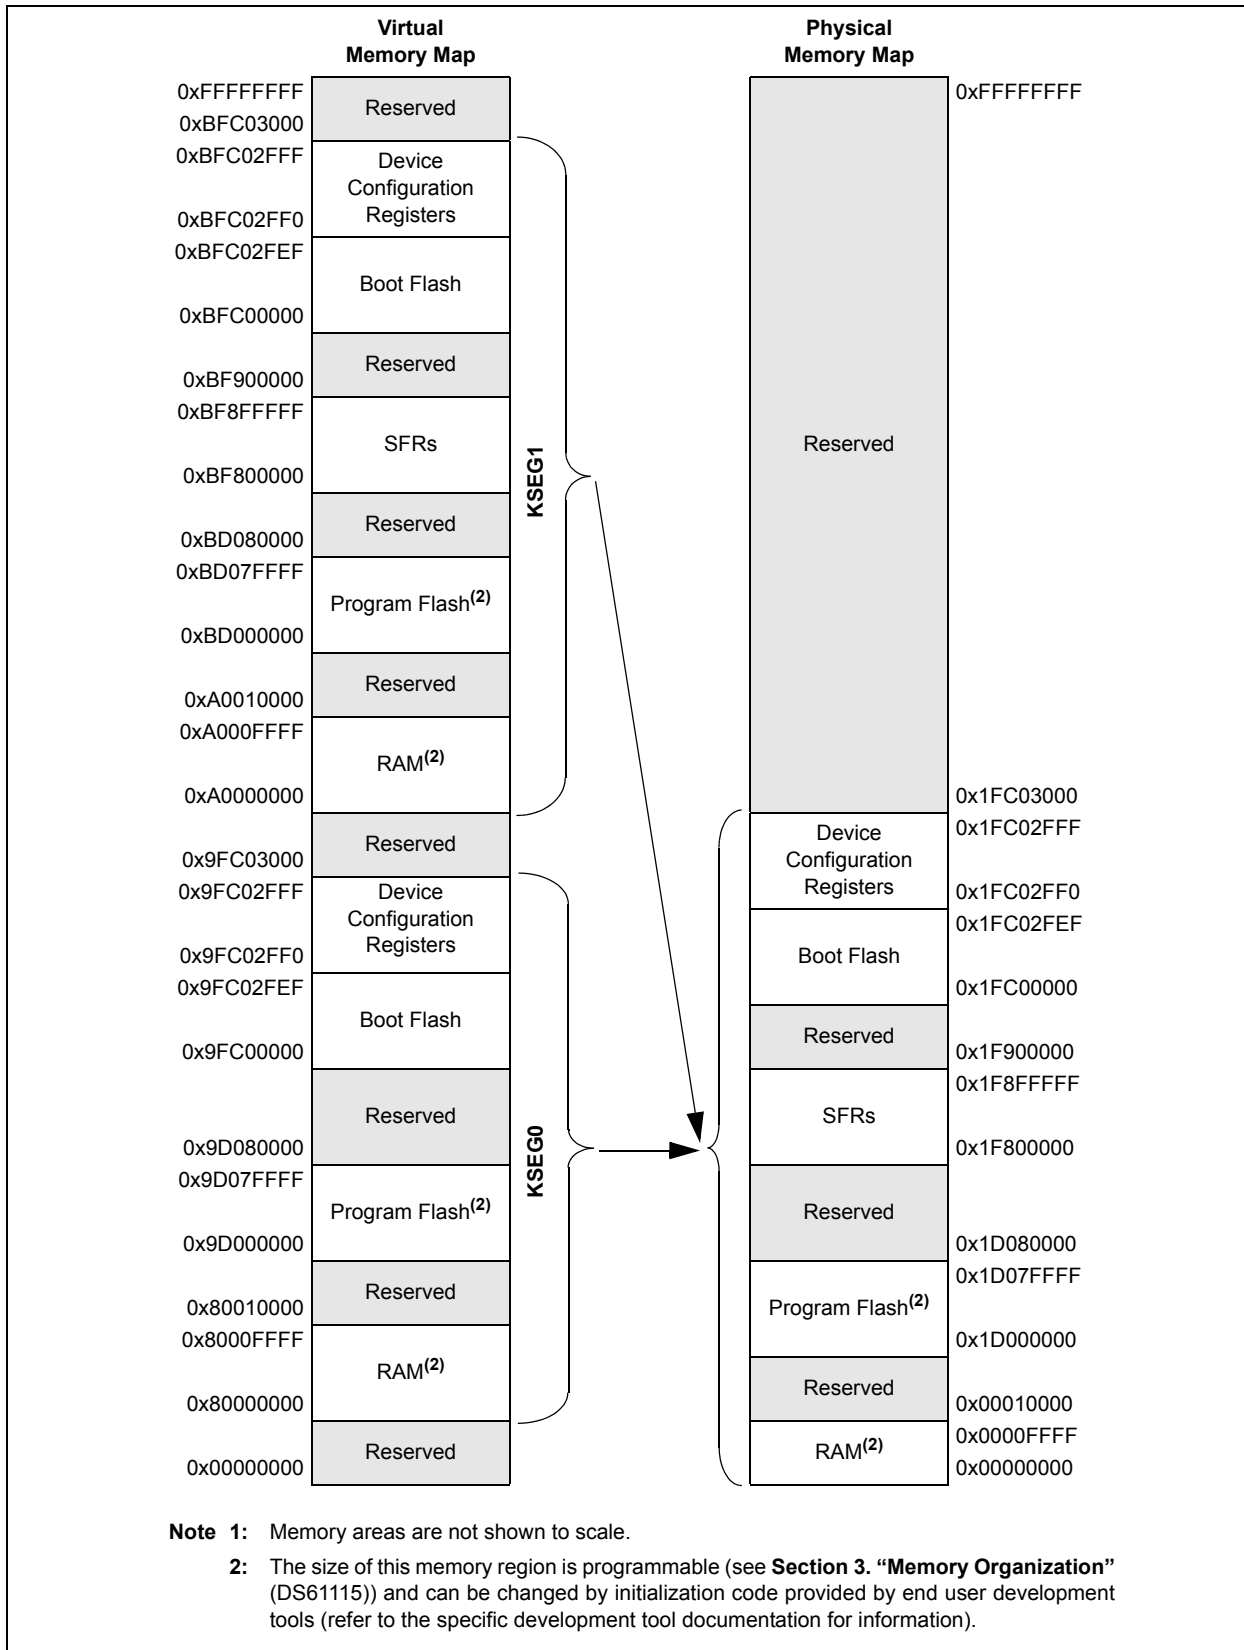 Virtual
Memory Map
0xFFFFFFFF
Reserved
0xBFC03000
0xBFC02FFF
Device
Configuration
Registers
0xBFC02FF0
0xBFC02FEF
Boot Flash
0xBFC00000
Reserved
0xBF900000
0xBF8FFFFF
SFRs
0xBF800000
Reserved
0xBD080000
0xBD07FFFF
Program Flash(2)
0xBD000000
Reserved
0xA0010000
0xA000FFFF
RAM(2)
0xA0000000
KSEG1
Reserved
0x9FC03000
0x9FC02FFF
Device
Configuration
Registers
0x9FC02FF0
0x9FC02FEF
Boot Flash
0x9FC00000
Reserved
0x9D080000
0x9D07FFFF
Program Flash(2)
0x9D000000
Reserved
0x80010000
0x8000FFFF
RAM(2)
0x80000000
KSEG0
Reserved
0x00000000
Physical
Memory Map
0xFFFFFFFF
Reserved
0x1FC03000
0x1FC02FFF
Device
Configuration
Registers
0x1FC02FF0
0x1FC02FEF
Boot Flash
0x1FC00000
Reserved
0x1F900000
0x1F8FFFFF
SFRs
0x1F800000
Reserved
0x1D080000
0x1D07FFFF
Program Flash(2)
0x1D000000
Reserved
0x00010000
0x0000FFFF
RAM(2)
0x00000000
Note 1: Memory areas are not shown to scale.
2: The size of this memory region is programmable (see Section 3. “Memory Organization”
(DS61115)) and can be changed by initialization code provided by end user development
tools (refer to the specific development tool documentation for information).